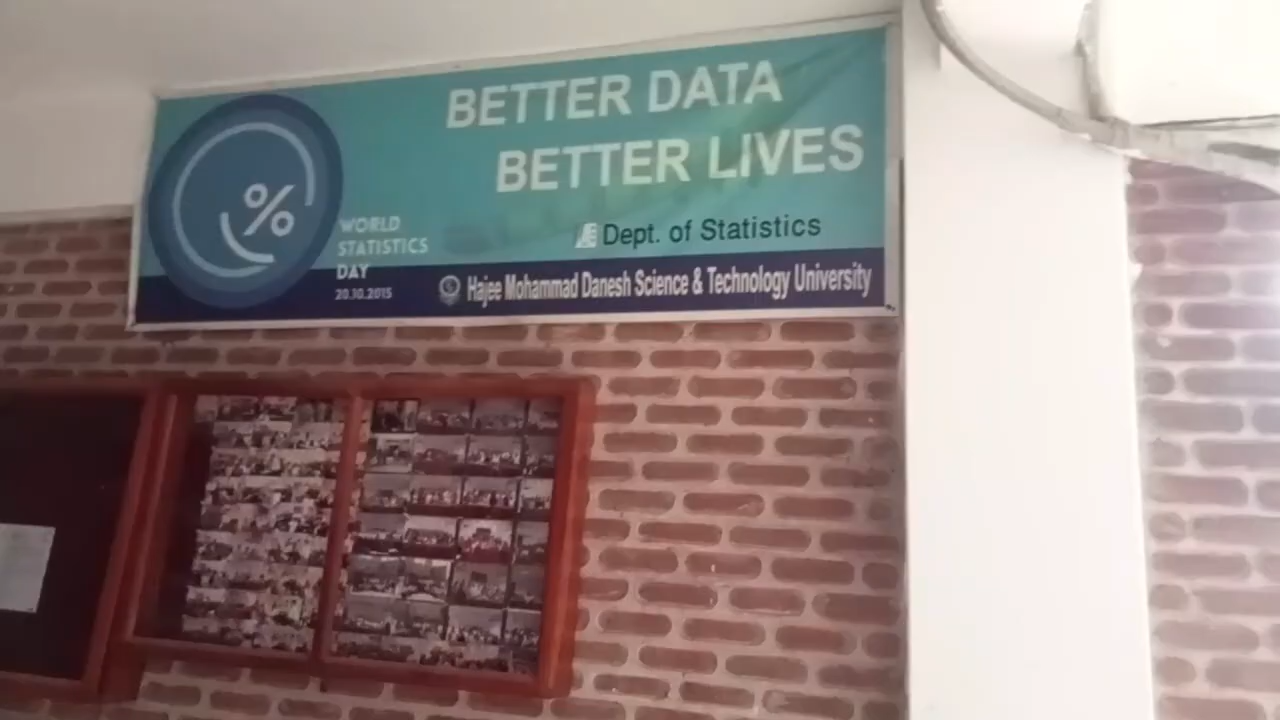 BETTER DATA
BETTER LIVES
%
WORLD
STATISTICS
DAY
20.10.2015
Dept. of Statistics
Hajee Mohammad Danesh Science & Technology University